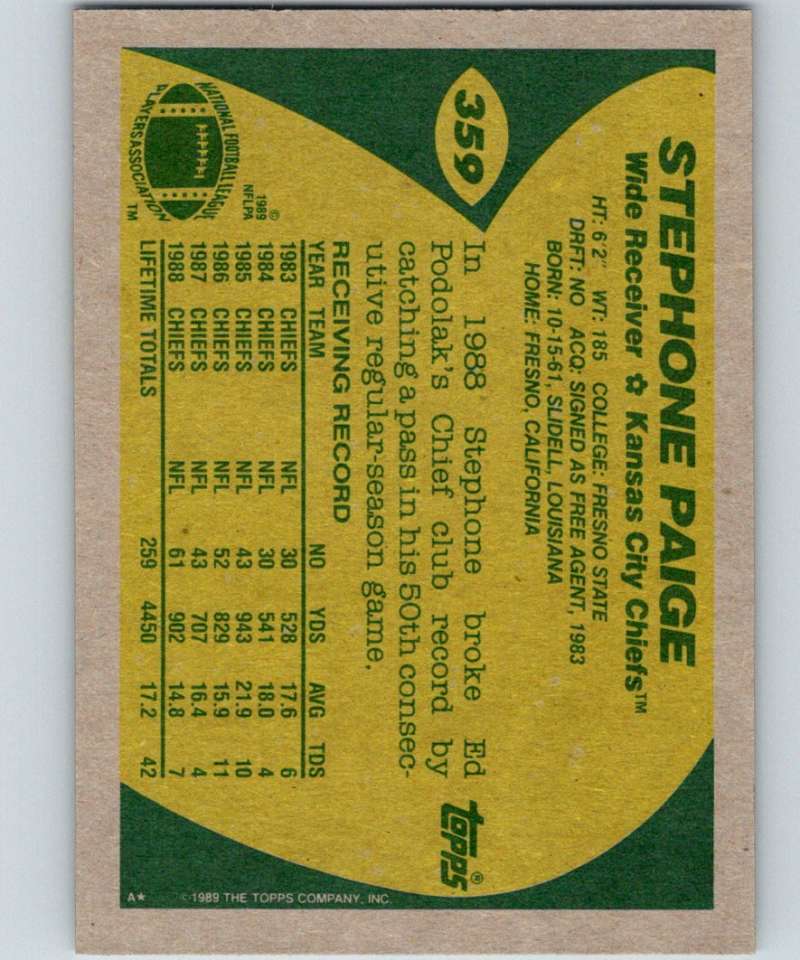 359
STEPHONE PAIGE
Wide Receiver ✿ Kansas City Chiefs™
HT: 6'2" WT: 185 COLLEGE: FRESNO STATE
DRFT: NO ACQ: SIGNED AS FREE AGENT, 1983
BORN: 10-15-61, SLIDELL, LOUISIANA
HOME: FRESNO, CALIFORNIA
In 1988 Stephone broke Ed
Podolak's Chief club record by
catching a pass in his 50th consec-
utive regular-season game.
topps®
NATIONAL FOOTBALL LEAGUE
PLAYERS ASSOCIATION
™
©
1989
NFLPA
RECEIVING RECORD
YEAR TEAM NO YDS AVG TDS
1983 CHIEFS NFL 30 528 17.6 6
1984 CHIEFS NFL 30 541 18.0 4
1985 CHIEFS NFL 43 943 21.9 10
1986 CHIEFS NFL 52 829 15.9 11
1987 CHIEFS NFL 43 707 16.4 4
1988 CHIEFS NFL 61 902 14.8 7
LIFETIME TOTALS 259 4450 17.2 42
A★ ©1989 THE TOPPS COMPANY, INC.